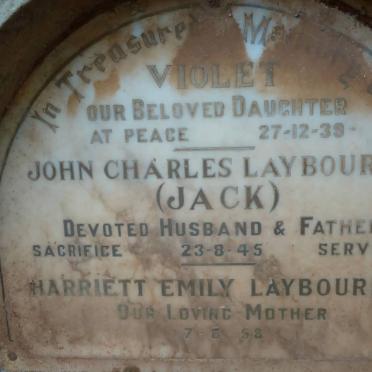 In Treasured
VIOLET
OUR BELOVED DAUGHTER
AT PEACE 27-12-39-
JOHN CHARLES LAYBOUR
(JACK)
DEVOTED HUSBAND & FATHE
SACRIFICE 23-8-45 SERV
HARRIETT EMILY LAYBOUR
OUR LOVING MOTHER